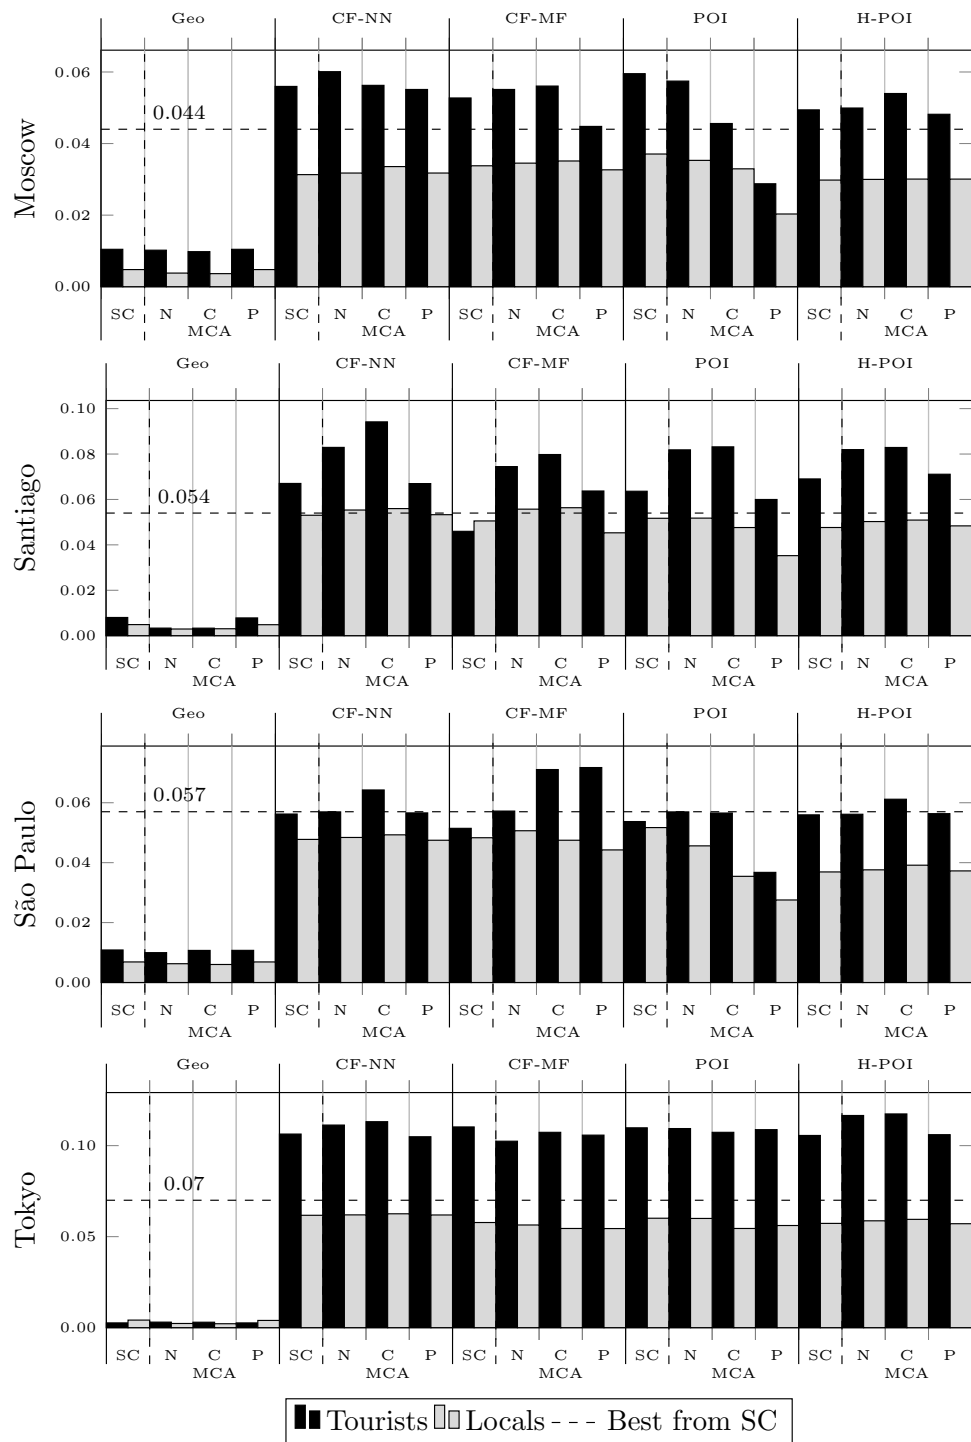 Geo CF-NN CF-MF POI H-POI
0.06
0.044
0.04
0.02
0.00
Moscow
SC N C P SC N C P SC N C P SC N C P SC N C P
MCA MCA MCA MCA MCA
Geo CF-NN CF-MF POI H-POI
0.10
0.08
0.06
0.054
0.04
0.02
0.00
Santiago
SC N C P SC N C P SC N C P SC N C P SC N C P
MCA MCA MCA MCA MCA
Geo CF-NN CF-MF POI H-POI
0.06
0.057
0.04
0.02
0.00
São Paulo
SC N C P SC N C P SC N C P SC N C P SC N C P
MCA MCA MCA MCA MCA
Geo CF-NN CF-MF POI H-POI
0.10
0.07
0.05
0.00
Tokyo
SC N C P SC N C P SC N C P SC N C P SC N C P
MCA MCA MCA MCA MCA
Tourists Locals Best from SC